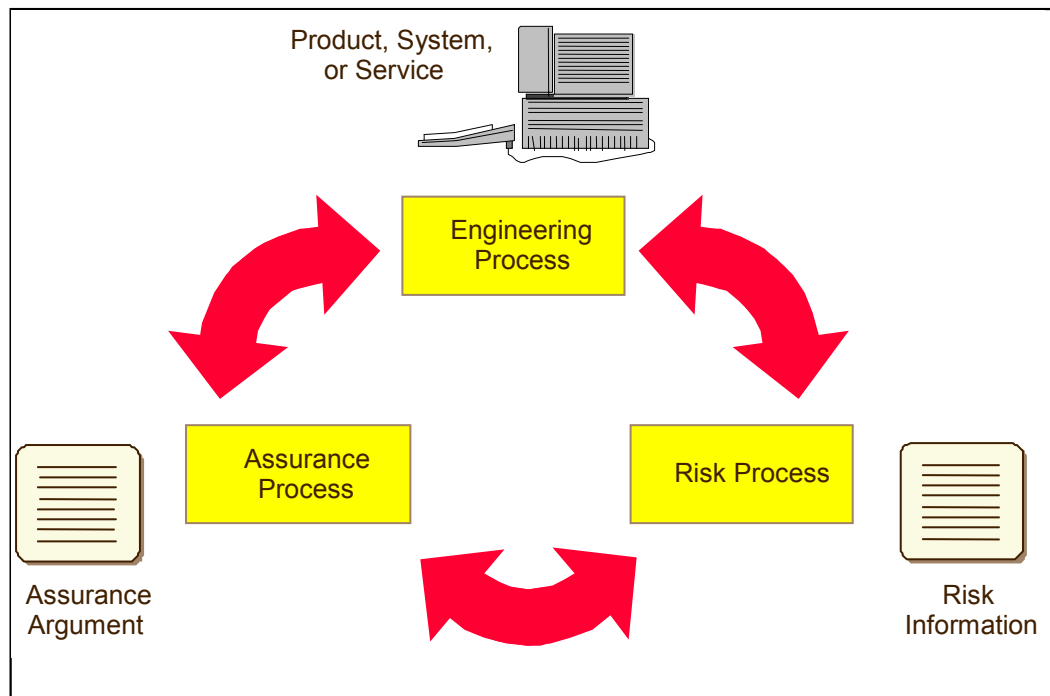 Product, System,
or Service
Engineering
Process
Assurance
Process
Risk Process
Assurance
Argument
Risk
Information